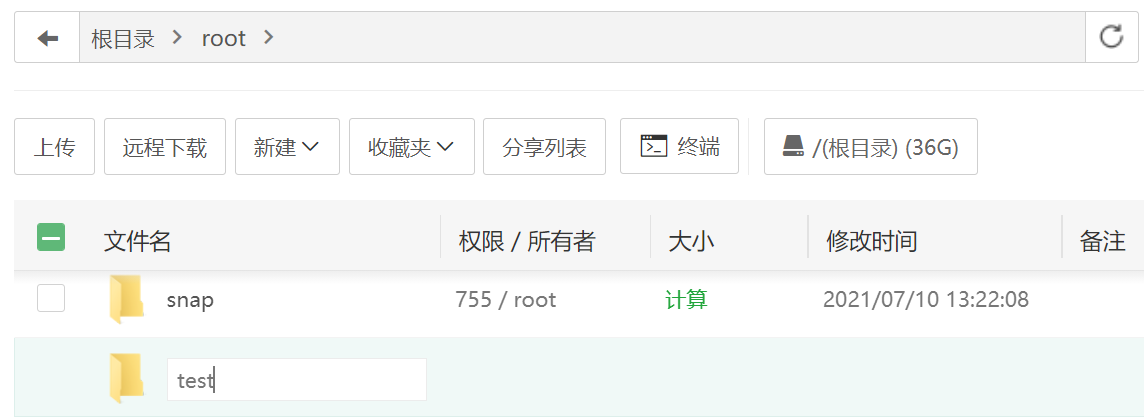 根目录 root
上传 远程下载 新建 收藏夹 分享列表 终端 /(根目录) (36G)
文件名 权限 / 所有者 大小 修改时间 备注
snap 755 / root 计算 2021/07/10 13:22:08
test